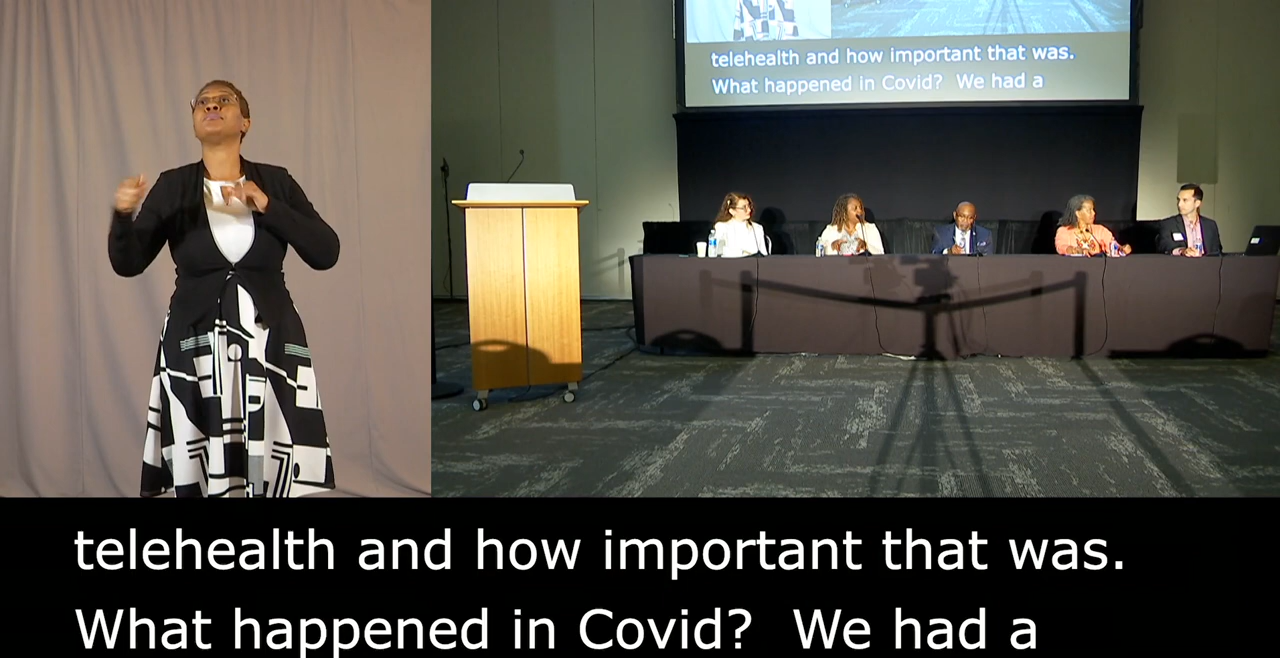 telehealth and how important that was.
What happened in Covid?  We had a
telehealth and how important that was.
What happened in Covid?  We had a